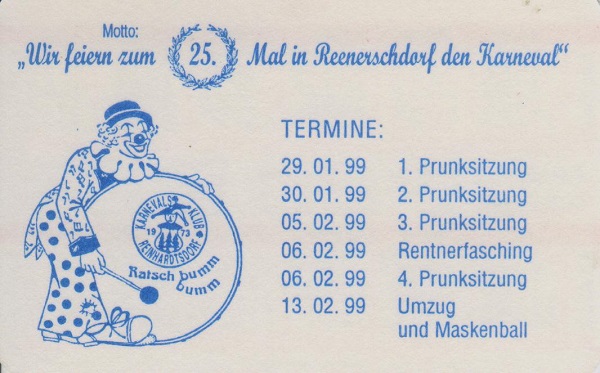 Motto:
„Wir feiern zum 25. Mal in Reenerschdorf den Karneval“
TERMINE:
29. 01. 99 1. Prunksitzung
30. 01. 99 2. Prunksitzung
05. 02. 99 3. Prunksitzung
06. 02. 99 Rentnerfasching
06. 02. 99 4. Prunksitzung
13. 02. 99 Umzug
und Maskenball
KARNEVALS KLUB
1973
REINHARDTSDORF
Ratsch bumm
bumm